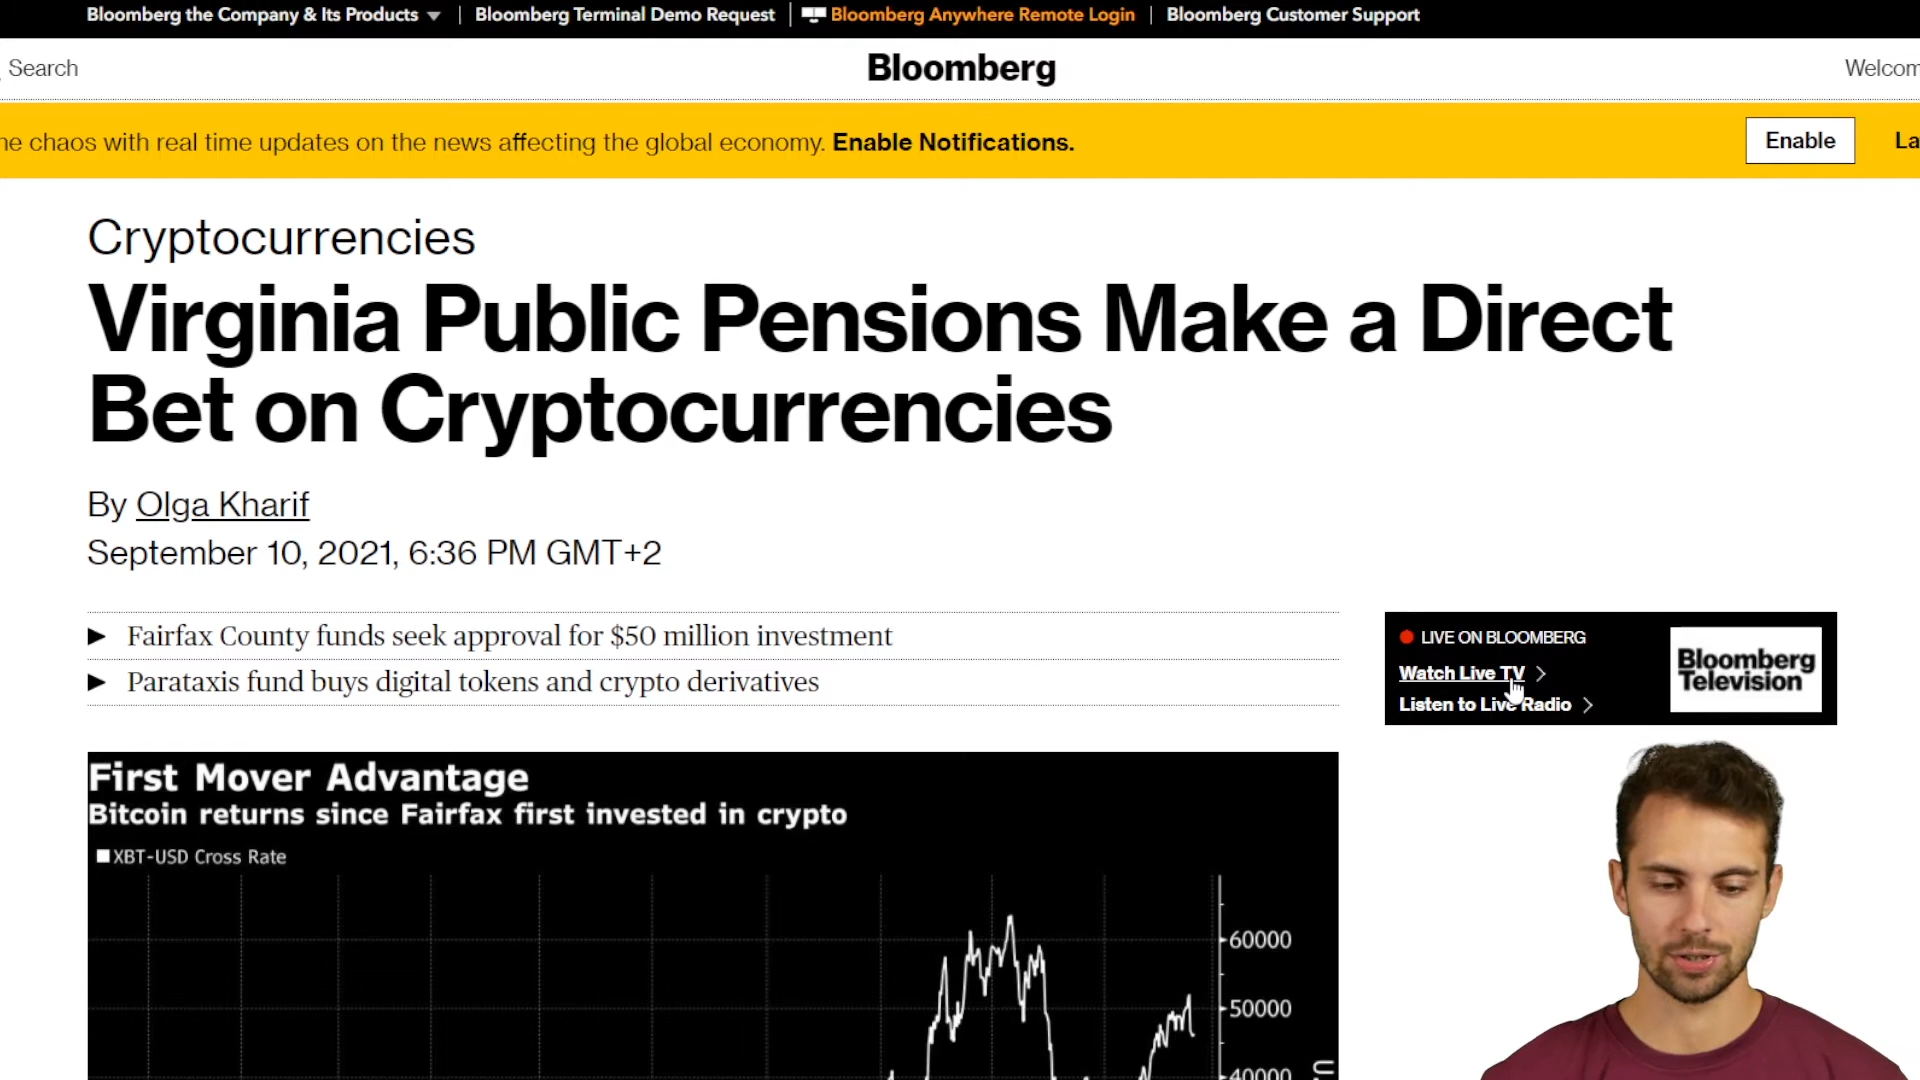 Bloomberg the Company & Its Products
Bloomberg Terminal Demo Request
Bloomberg Anywhere Remote Login
Bloomberg Customer Support
Search
Bloomberg
Welcom
he chaos with real time updates on the news affecting the global economy. Enable Notifications.
Enable
La
Cryptocurrencies
Virginia Public Pensions Make a Direct
Bet on Cryptocurrencies
By Olga Kharif
September 10, 2021, 6:36 PM GMT+2
Fairfax County funds seek approval for $50 million investment
Parataxis fund buys digital tokens and crypto derivatives
LIVE ON BLOOMBERG
Watch Live TV
Listen to Live Radio
Bloomberg
Television
First Mover Advantage
Bitcoin returns since Fairfax first invested in crypto
XBT-USD Cross Rate
60000
50000
40000